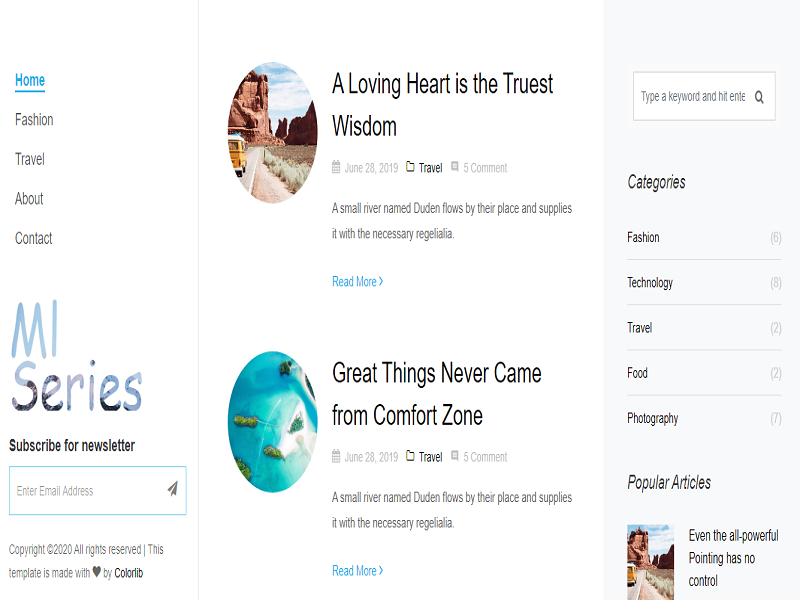 Home
Fashion
Travel
About
Contact
MI
Series
Subscribe for newsletter
Enter Email Address
Copyright ©2020 All rights reserved | This
template is made with ♥ by Colorlib
A Loving Heart is the Truest
Wisdom
June 28, 2019 Travel 5 Comment
A small river named Duden flows by their place and supplies
it with the necessary regelialia.
Read More >
Great Things Never Came
from Comfort Zone
June 28, 2019 Travel 5 Comment
A small river named Duden flows by their place and supplies
it with the necessary regelialia.
Read More >
Type a keyword and hit ente
Categories
Fashion (6)
Technology (8)
Travel (2)
Food (2)
Photography (7)
Popular Articles
Even the all-powerful
Pointing has no
control